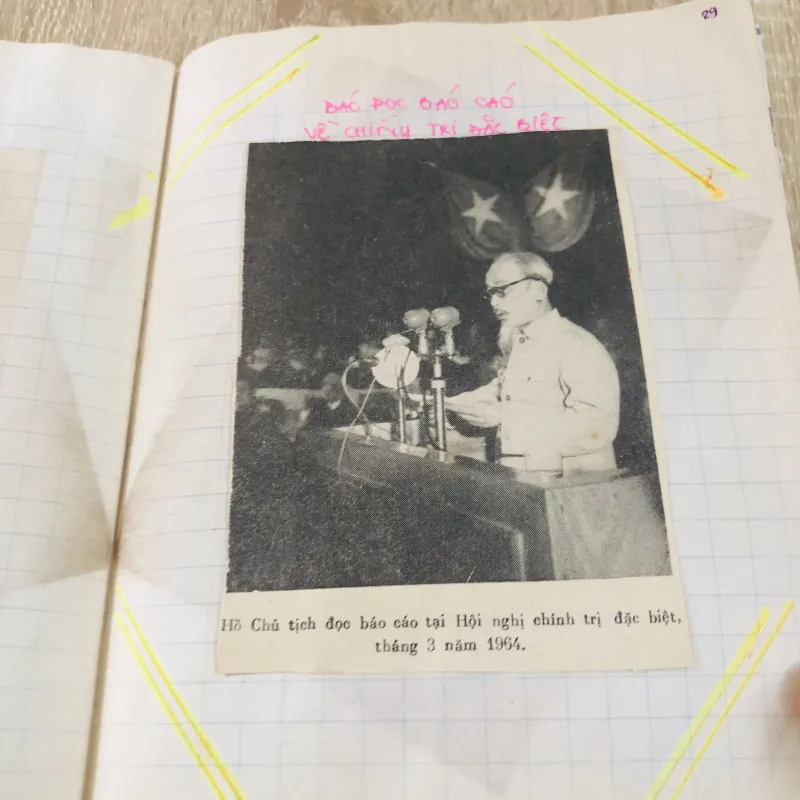 29
BÁC ĐỌC BÁO CÁO
VỀ CHÍNH TRỊ ĐẶC BIỆT
Hồ Chủ tịch đọc báo cáo tại Hội nghị chính trị đặc biệt,
tháng 3 năm 1964.